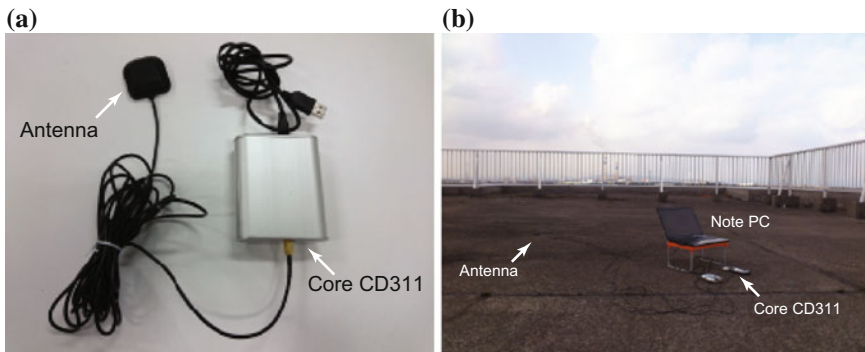 (a)
Antenna
Core CD311
(b)
Note PC
Antenna
Core CD311